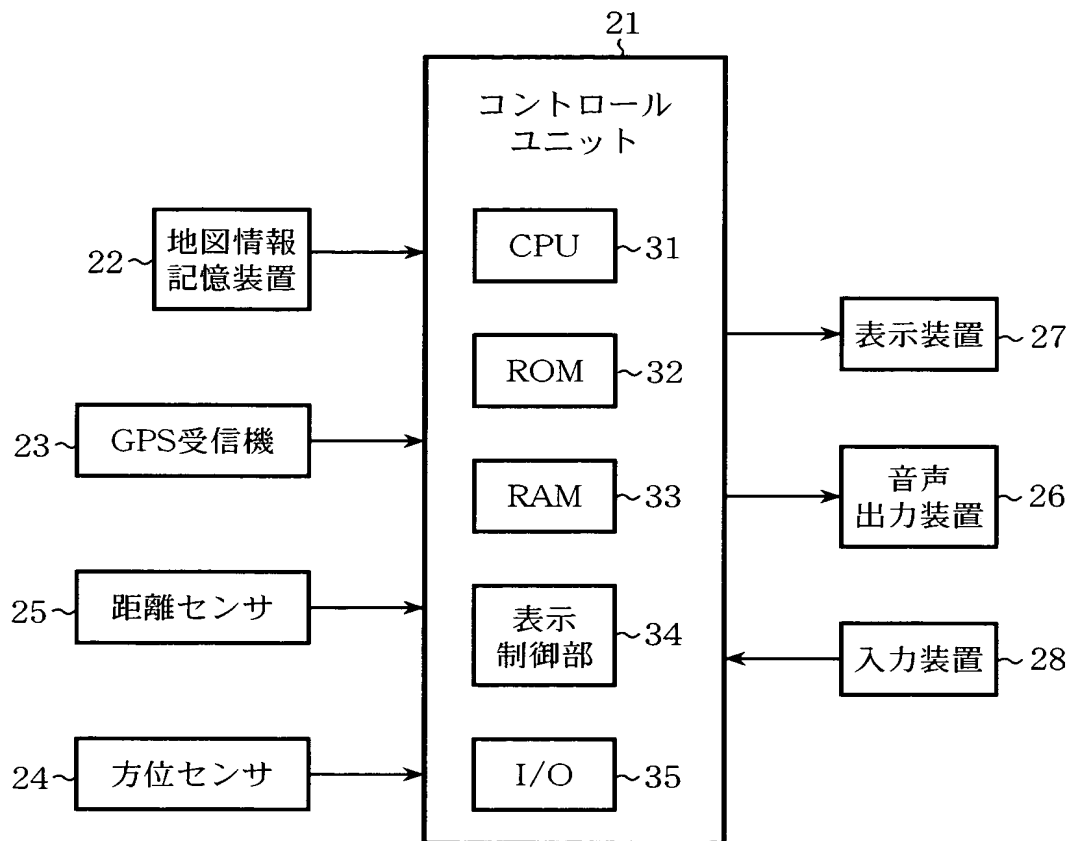 21
コントロール
ユニット
地図情報
記憶装置
22
CPU
31
表示装置
27
ROM
32
23
GPS受信機
RAM
33
音声
出力装置
26
25
距離センサ
表示
制御部
34
入力装置
28
24
方位センサ
I/O
35